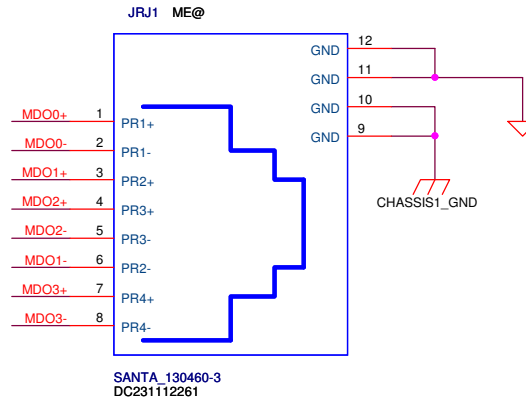 JRJ1 ME@
GND 12
GND 11
GND 10
GND 9
MDO0+ 1 PR1+
MDO0- 2 PR1-
MDO1+ 3 PR2+
MDO2+ 4 PR3+
MDO2- 5 PR3-
MDO1- 6 PR2-
MDO3+ 7 PR4+
MDO3- 8 PR4-
CHASSIS1_GND
SANTA_130460-3
DC231112261